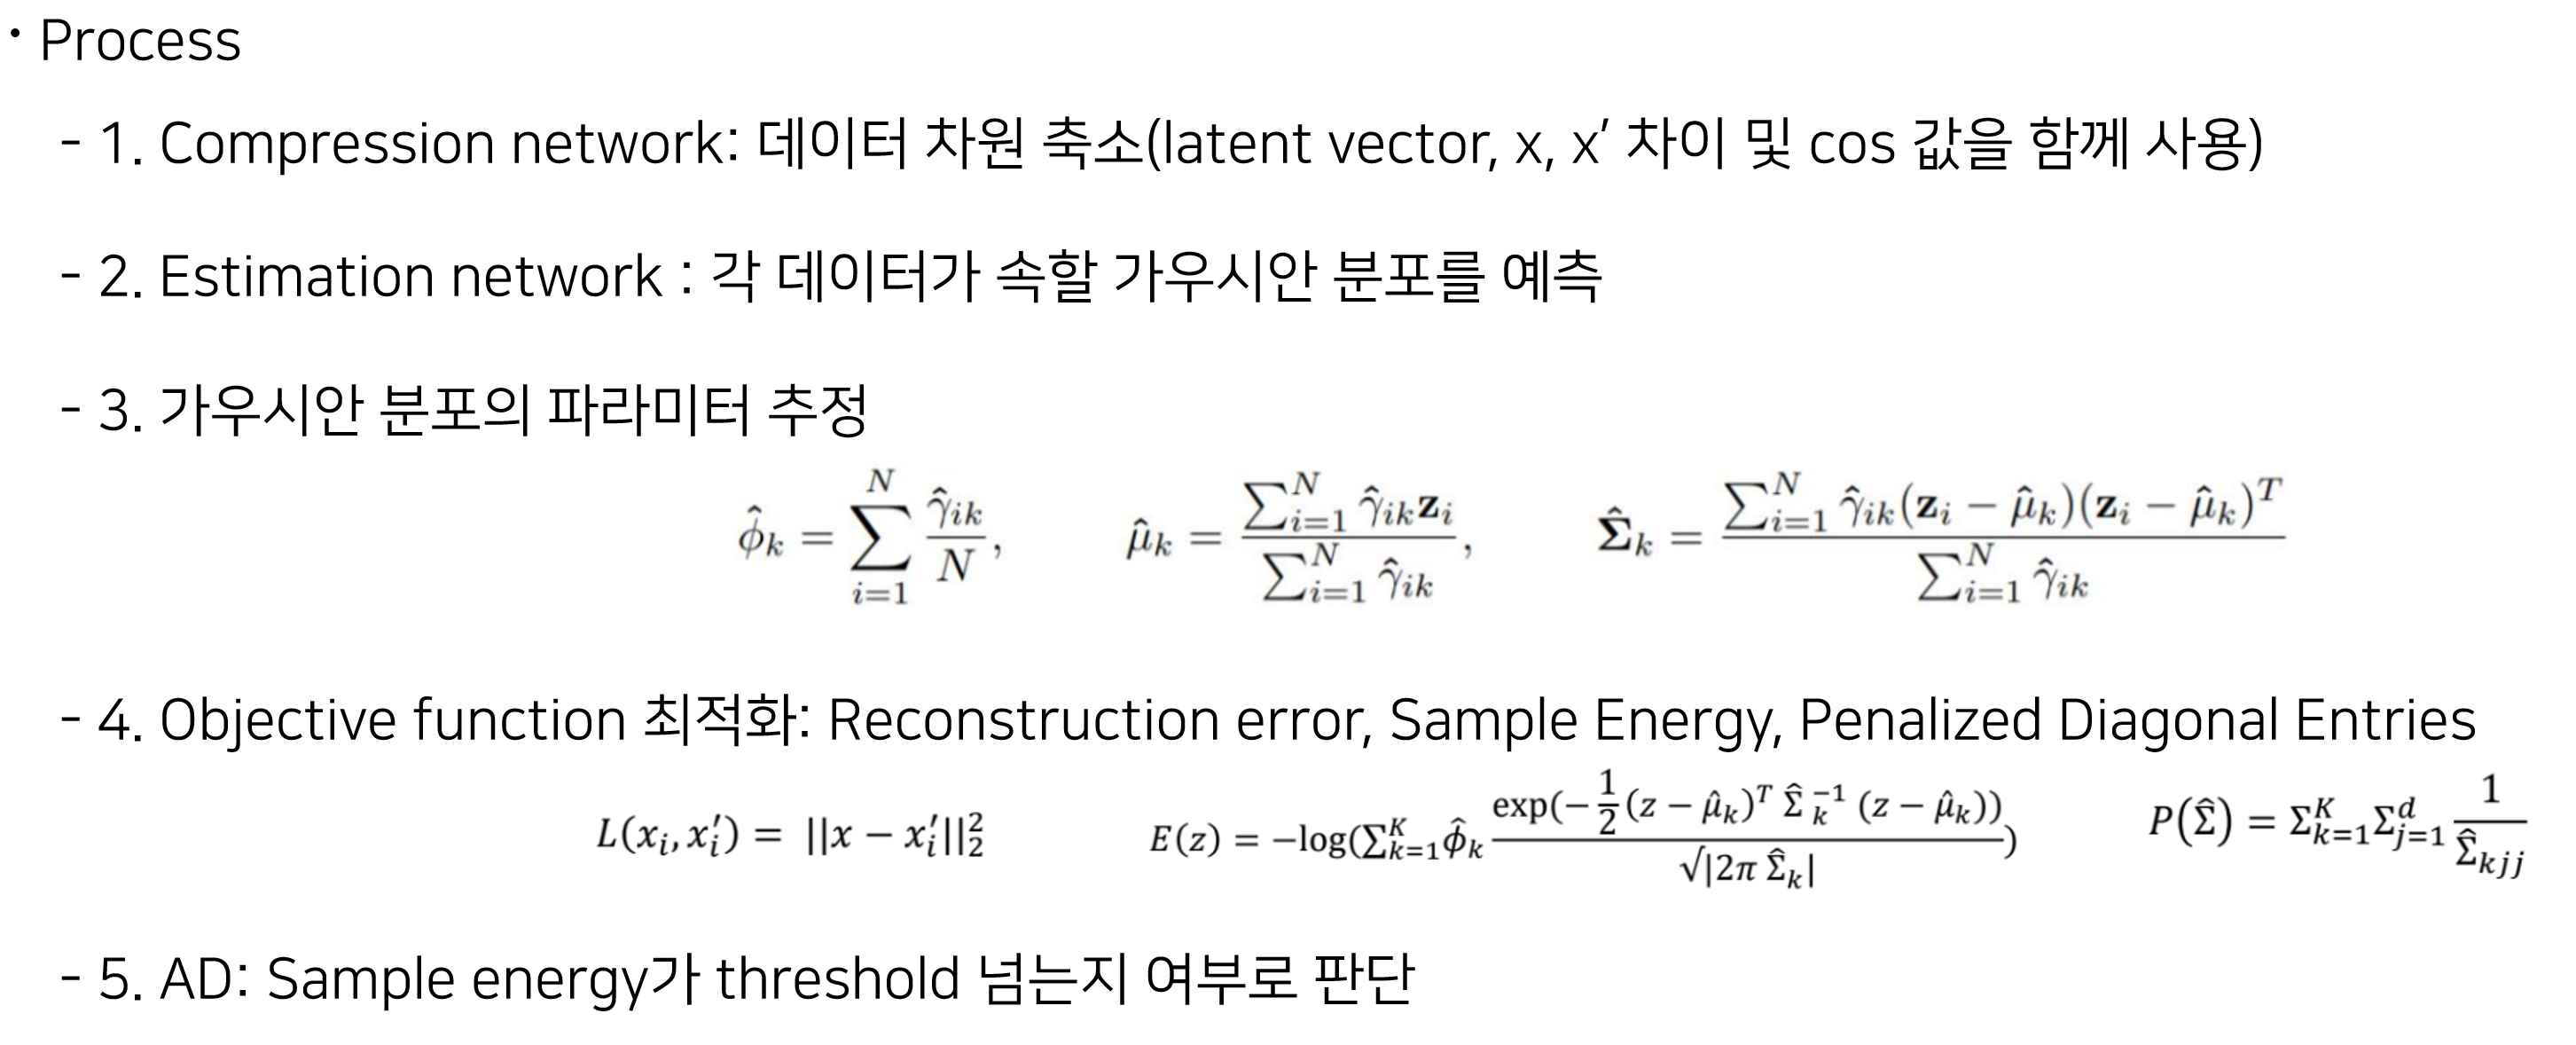 · Process
- 1. Compression network: 데이터 차원 축소(latent vector, x, x′ 차이 및 cos 값을 함께 사용)
- 2. Estimation network : 각 데이터가 속할 가우시안 분포를 예측
- 3. 가우시안 분포의 파라미터 추정
$\hat{\phi}_k = \sum_{i=1}^{N} \frac{\hat{\gamma}_{ik}}{N}, \quad \hat{\mu}_k = \frac{\sum_{i=1}^{N} \hat{\gamma}_{ik} \mathbf{z}_i}{\sum_{i=1}^{N} \hat{\gamma}_{ik}}, \quad \hat{\mathbf{\Sigma}}_k = \frac{\sum_{i=1}^{N} \hat{\gamma}_{ik} (\mathbf{z}_i - \hat{\mu}_k)(\mathbf{z}_i - \hat{\mu}_k)^T}{\sum_{i=1}^{N} \hat{\gamma}_{ik}}$
- 4. Objective function 최적화: Reconstruction error, Sample Energy, Penalized Diagonal Entries
$L(x_i, x_i') = ||x - x_i'||_2^2 \quad E(z) = -\log(\Sigma_{k=1}^{K} \hat{\phi}_k \frac{\exp(-\frac{1}{2}(z - \hat{\mu}_k)^T \hat{\Sigma}_k^{-1} (z - \hat{\mu}_k))}{\sqrt{}|2\pi \hat{\Sigma}_k|}) \quad P(\hat{\Sigma}) = \Sigma_{k=1}^{K} \Sigma_{j=1}^{d} \frac{1}{\hat{\Sigma}_{kjj}}$
- 5. AD: Sample energy가 threshold 넘는지 여부로 판단